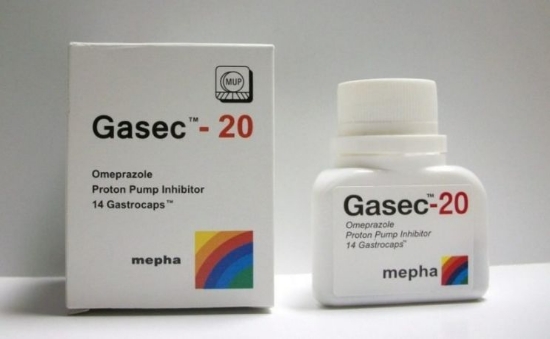 MUP
Gasec™- 20
Omeprazole
Proton Pump Inhibitor
14 Gastrocaps™
mepha
Gasec™-20
Omeprazole
Proton Pump Inhibitor
14 Gastrocaps™
mepha